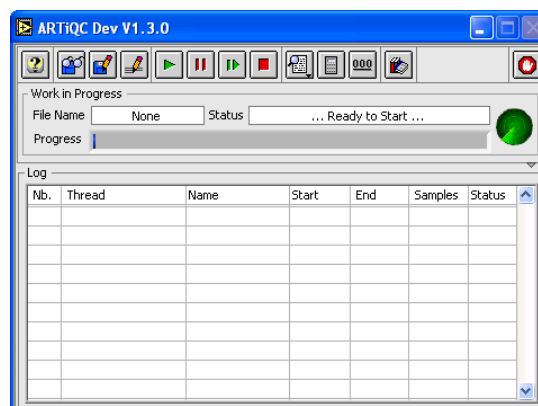 ARTiQC Dev V1.3.0
000
Work in Progress
File Name None Status ... Ready to Start ...
Progress
Log
Nb. Thread Name Start End Samples Status